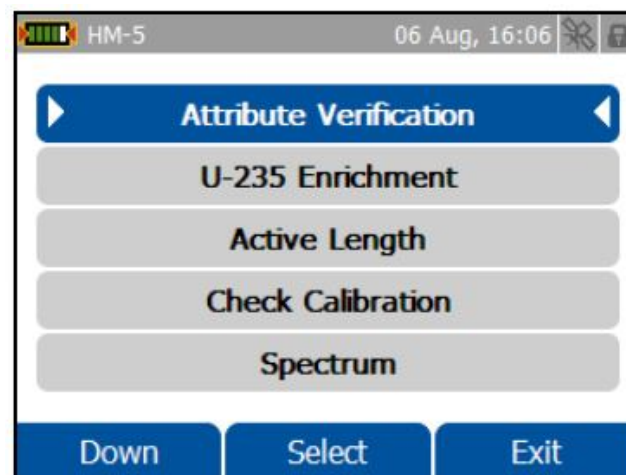 HM-5 06 Aug, 16:06
Attribute Verification
U-235 Enrichment
Active Length
Check Calibration
Spectrum
Down Select Exit